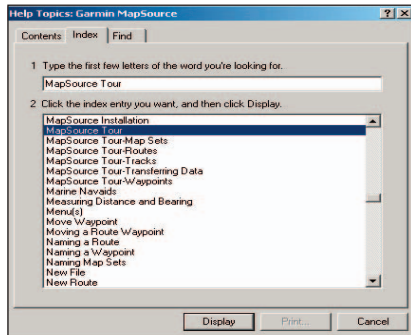 Help Topics: Garmin MapSource
Contents Index Find
1 Type the first few letters of the word you're looking for.
MapSource Tour
2 Click the index entry you want, and then click Display.
MapSource Installation
MapSource Tour
MapSource Tour-Map Sets
MapSource Tour-Routes
MapSource Tour-Tracks
MapSource Tour-Transferring Data
MapSource Tour-Waypoints
Marine Navaids
Measuring Distance and Bearing
Menu(s)
Move Waypoint
Moving a Route Waypoint
Naming a Route
Naming a Waypoint
Naming Map Sets
New File
New Route
Display Print... Cancel